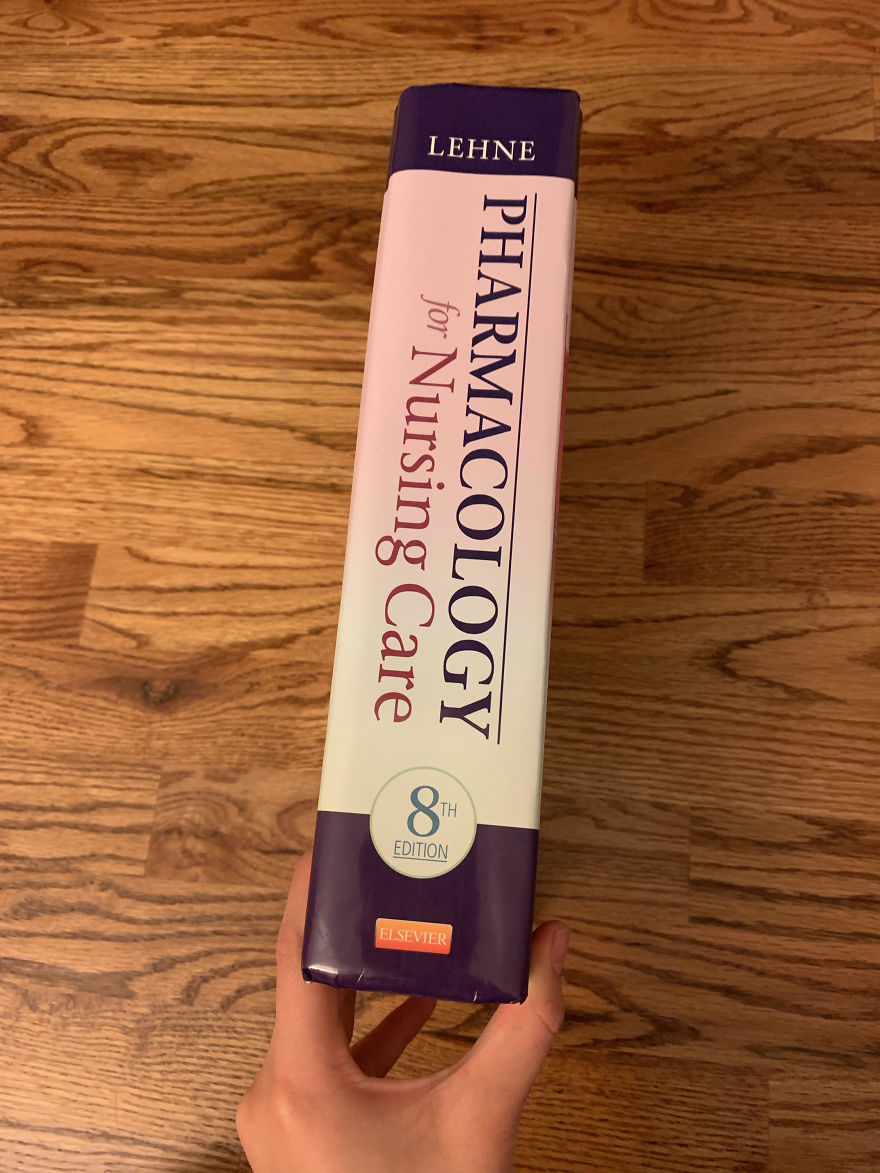 LEHNE
PHARMACOLOGY
for Nursing Care
8TH
EDITION
ELSEVIER